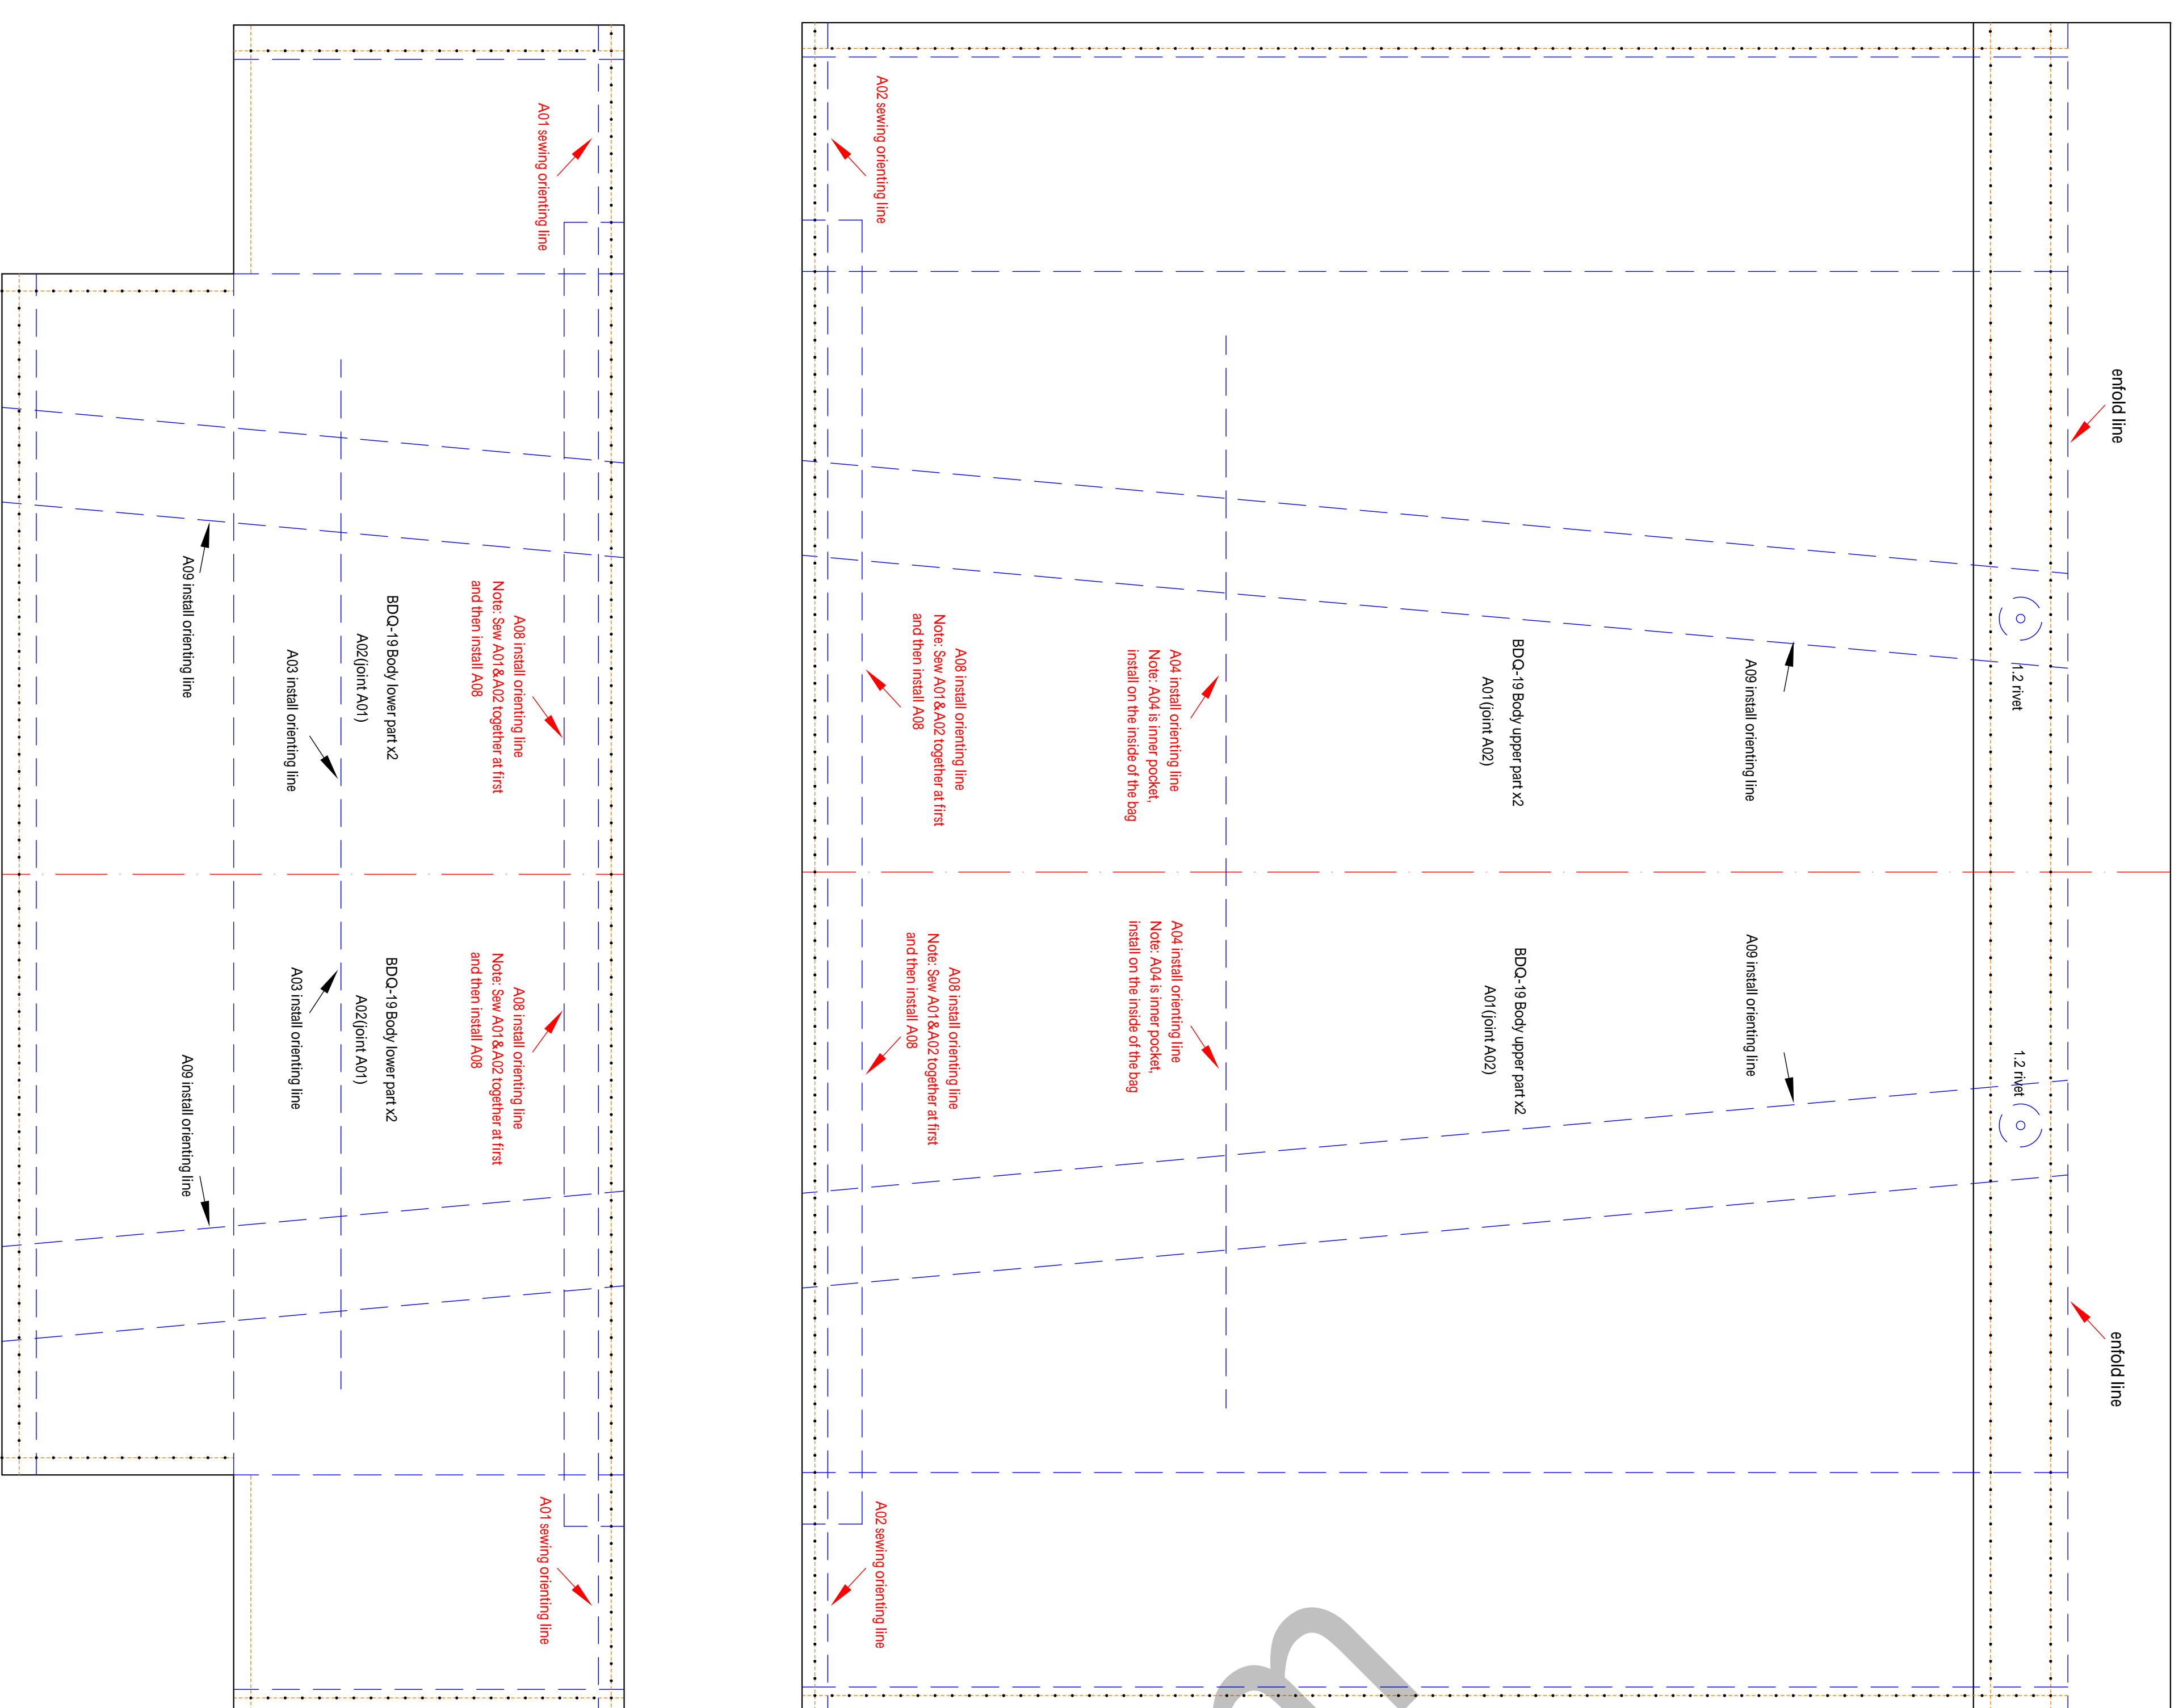 enfold line
enfold line
1.2 rivet
1.2 rivet
A09 install orienting line
A09 install orienting line
BDQ-19 Body upper part x2
A01(joint A02)
BDQ-19 Body upper part x2
A01(joint A02)
A04 install orienting line
Note: A04 is inner pocket,
install on the inside of the bag
A04 install orienting line
Note: A04 is inner pocket,
install on the inside of the bag
A08 install orienting line
Note: Sew A01&A02 together at first
and then install A08
A08 install orienting line
Note: Sew A01&A02 together at first
and then install A08
A02 sewing orienting line
A02 sewing orienting line
A01 sewing orienting line
A01 sewing orienting line
A08 install orienting line
Note: Sew A01&A02 together at first
and then install A08
A08 install orienting line
Note: Sew A01&A02 together at first
and then install A08
BDQ-19Body lower part x2
A02(joint A01)
BDQ-19Body lower part x2
A02(joint A01)
A03 install orienting line
A03 install orienting line
A09 install orienting line
A09 install orienting line